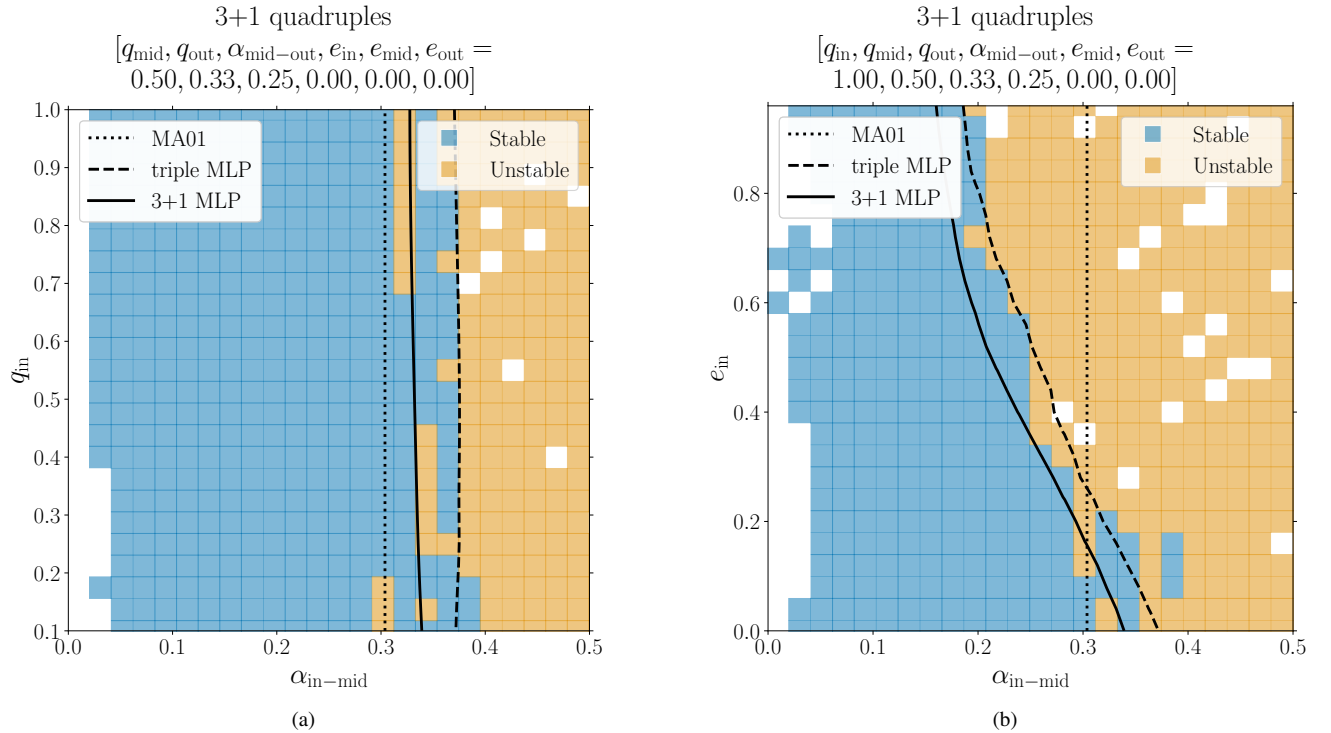 3+1 quadruples
[q_mid, q_out, α_mid−out, e_in, e_mid, e_out =
0.50, 0.33, 0.25, 0.00, 0.00, 0.00]
MA01
triple MLP
3+1 MLP
Stable
Unstable
1.0
0.9
0.8
0.7
0.6
0.5
0.4
0.3
0.2
0.1
q_in
0.0
0.1
0.2
0.3
0.4
0.5
α_in−mid
(a)
3+1 quadruples
[q_in, q_mid, q_out, α_mid−out, e_mid, e_out =
1.00, 0.50, 0.33, 0.25, 0.00, 0.00]
MA01
triple MLP
3+1 MLP
Stable
Unstable
0.8
0.6
0.4
0.2
0.0
e_in
0.0
0.1
0.2
0.3
0.4
0.5
α_in−mid
(b)